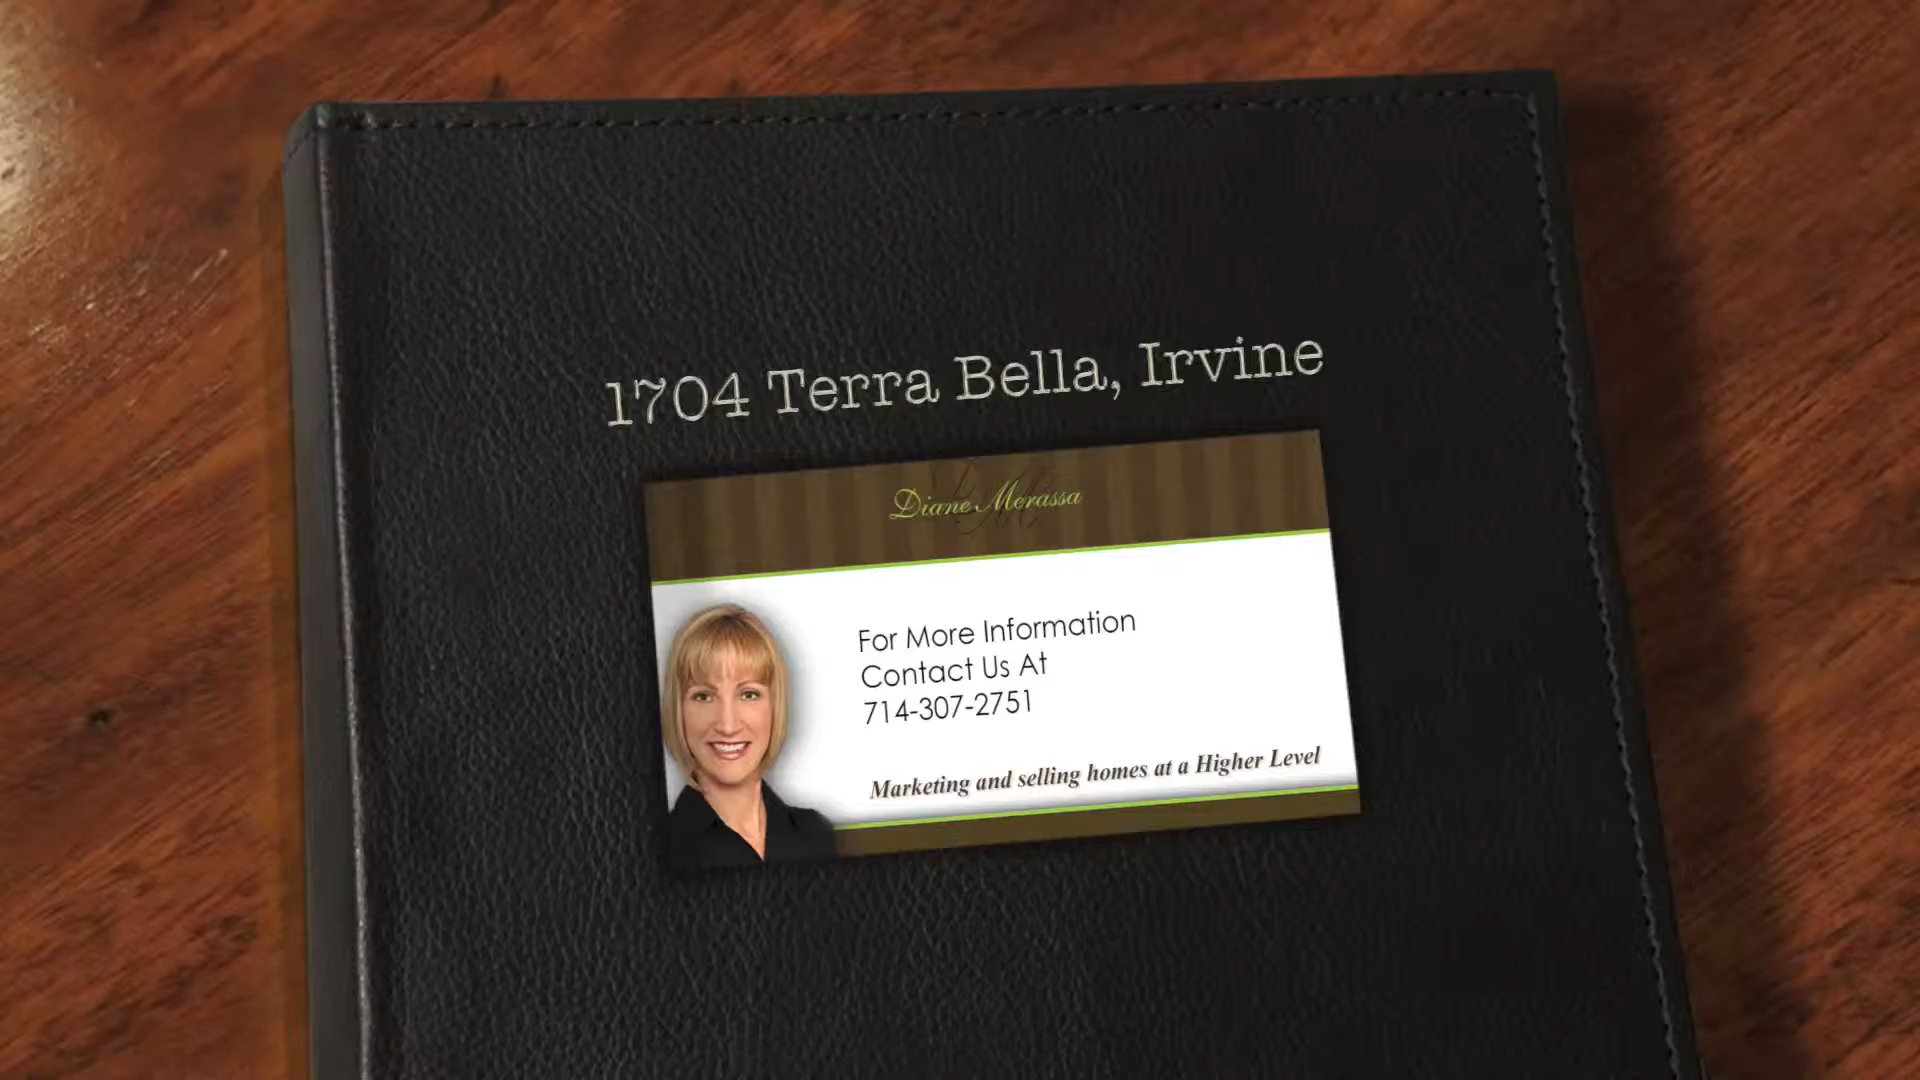 1704 Terra Bella, Irvine
Diane Merassa
For More Information
Contact Us At
714-307-2751
Marketing and selling homes at a Higher Level